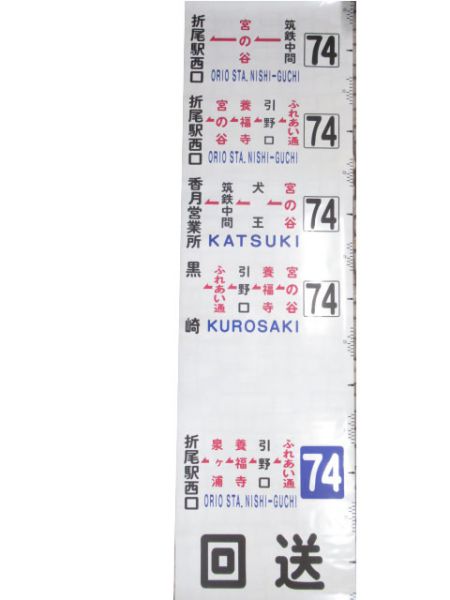 折尾駅西口 宮の谷 筑鉄中間 74
ORIO STA. NISHI-GUCHI
折尾駅西口 宮の谷 養福寺 引野口 ふれあい通 74
ORIO STA. NISHI-GUCHI
香月営業所 筑鉄中間 犬王 宮の谷 74
KATSUKI
黒崎 ふれあい通 引野口 養福寺 宮の谷 74
KUROSAKI
折尾駅西口 泉ヶ浦 養福寺 引野口 ふれあい通 74
ORIO STA. NISHI-GUCHI
回送